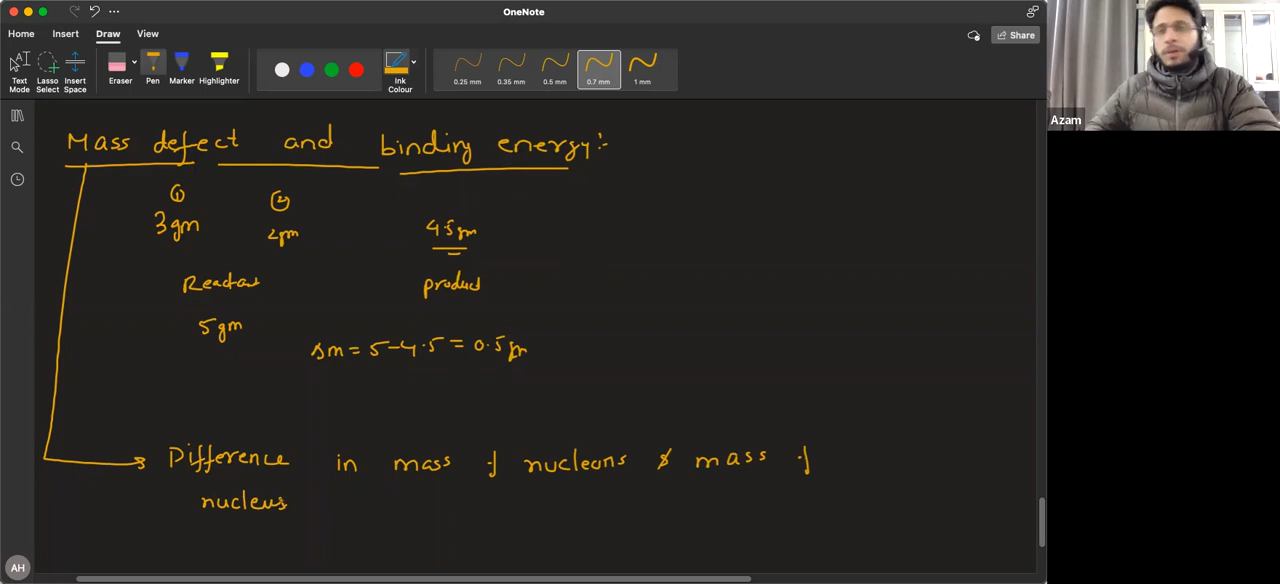 OneNote
Home Insert Draw View
Share
Text Mode
Lasso Select
Insert Space
Eraser
Pen
Marker
Highlighter
Ink Colour
0.25 mm 0.35 mm 0.5 mm 0.7 mm 1 mm
Azam
Mass defect and binding energy:-
① ②
3gm 2gm 4.5gm
Reactant product
5gm
Δm = 5-4.5 = 0.5gm
Difference in mass of nucleons & mass of
nucleus
AH